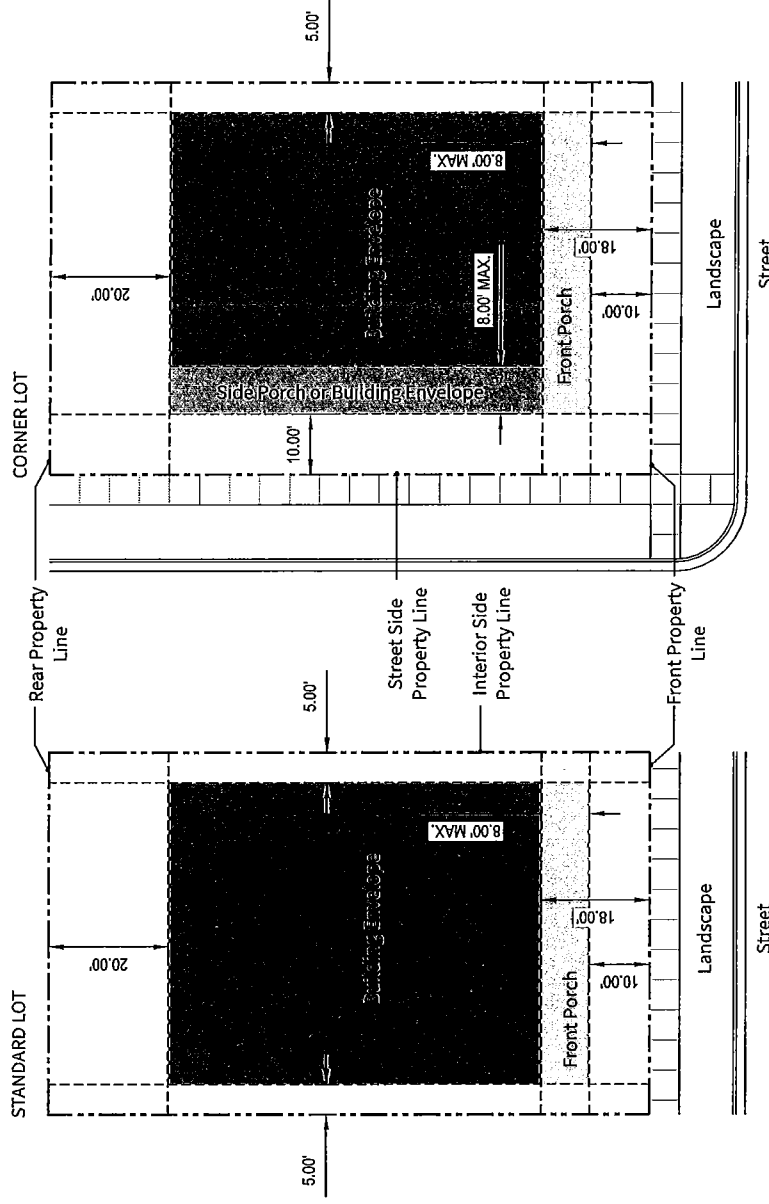 STANDARD LOT
20.00'
5.00'
5.00'
Building Envelope
8.00' MAX.
Front Porch
18.00'
10.00'
Landscape
Street
Rear Property
Line
Street Side
Property Line
Interior Side
Property Line
Front Property
Line
CORNER LOT
20.00'
10.00'
5.00'
Side Porch or Building Envelope
Building Envelope
8.00' MAX.
8.00' MAX.
Front Porch
18.00'
10.00'
Landscape
Street